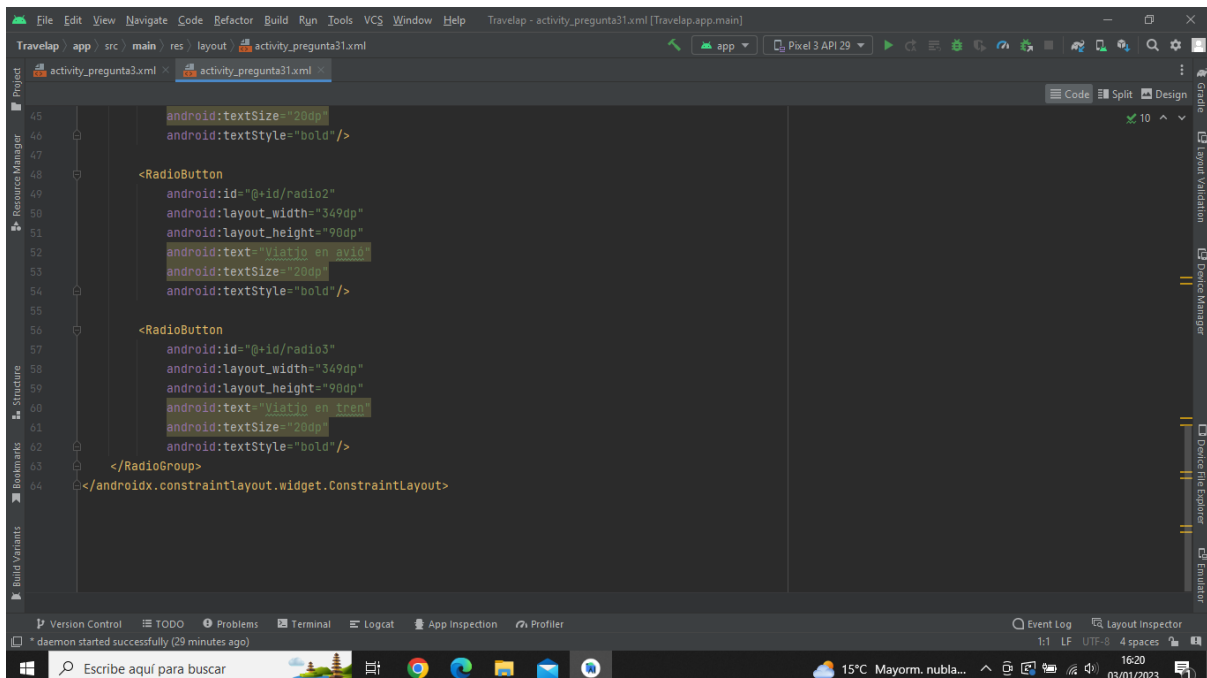 File Edit View Navigate Code Refactor Build Run Tools VCS Window Help Travelap - activity_pregunta31.xml [Travelap.app.main]
Travelap app src main res layout activity_pregunta31.xml app Pixel 3 API 29
activity_pregunta3.xml activity_pregunta31.xml
Code Split Design
45 android:textSize="20dp" 10
46 android:textStyle="bold"/>
47
48 <RadioButton
49 android:id="@+id/radio2"
50 android:layout_width="349dp"
51 android:layout_height="90dp"
52 android:text="Viatjo en avió"
53 android:textSize="20dp"
54 android:textStyle="bold"/>
55
56 <RadioButton
57 android:id="@+id/radio3"
58 android:layout_width="349dp"
59 android:layout_height="90dp"
60 android:text="Viatjo en tren"
61 android:textSize="20dp"
62 android:textStyle="bold"/>
63 </RadioGroup>
64 </androidx.constraintlayout.widget.ConstraintLayout>
Project
Resource Manager
Structure
Bookmarks
Build Variants
Gradle
Layout Validation
Device Manager
Device File Explorer
Emulator
Version Control TODO Problems Terminal Logcat App Inspection Profiler Event Log Layout Inspector
* daemon started successfully (29 minutes ago) 1:1 LF UTF-8 4 spaces
Escribe aquí para buscar 15°C Mayorm. nubla... 16:20
03/01/2023